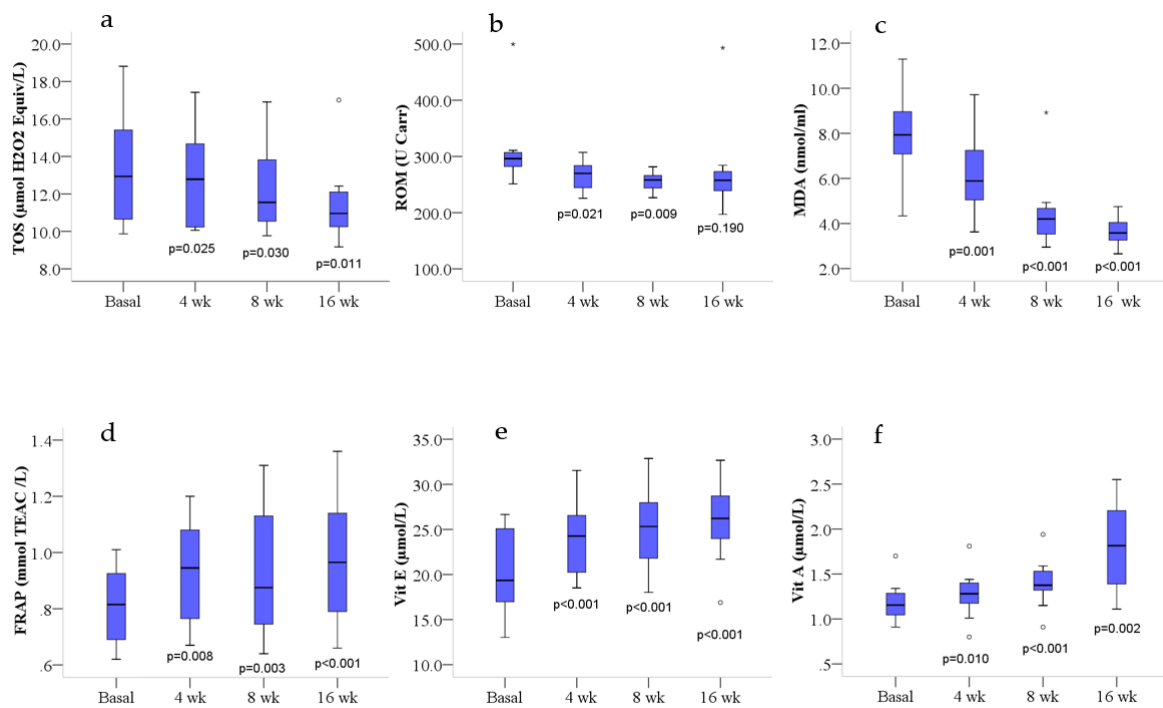 a
TOS (µmol H2O2 Equiv/L)
20.0
18.0
16.0
14.0
12.0
10.0
8.0
p=0.025
p=0.030
p=0.011
Basal 4 wk 8 wk 16 wk
b
ROM (U Carr)
500.0
400.0
300.0
200.0
100.0
*
*
p=0.021
p=0.009
p=0.190
Basal 4 wk 8 wk 16 wk
c
MDA (nmol/ml)
12.0
10.0
8.0
6.0
4.0
2.0
*
p=0.001
p<0.001
p<0.001
Basal 4 wk 8 wk 16 wk
d
FRAP (mmol TEAC /L)
1.4
1.2
1.0
.8
.6
p=0.008
p=0.003
p<0.001
Basal 4 wk 8 wk 16 wk
e
Vit E (µmol/L)
35.0
30.0
25.0
20.0
15.0
10.0
p<0.001
p<0.001
p<0.001
Basal 4 wk 8 wk 16 wk
f
Vit A (µmol/L)
3.0
2.5
2.0
1.5
1.0
.5
p=0.010
p<0.001
p=0.002
Basal 4 wk 8 wk 16 wk